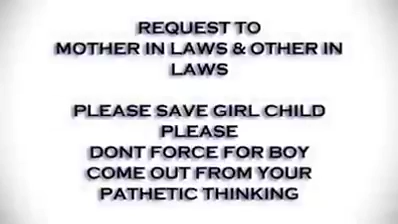 REQUEST TO
MOTHER IN LAWS & OTHER IN
LAWS
PLEASE SAVE GIRL CHILD
PLEASE
DONT FORCE FOR BOY
COME OUT FROM YOUR
PATHETIC THINKING